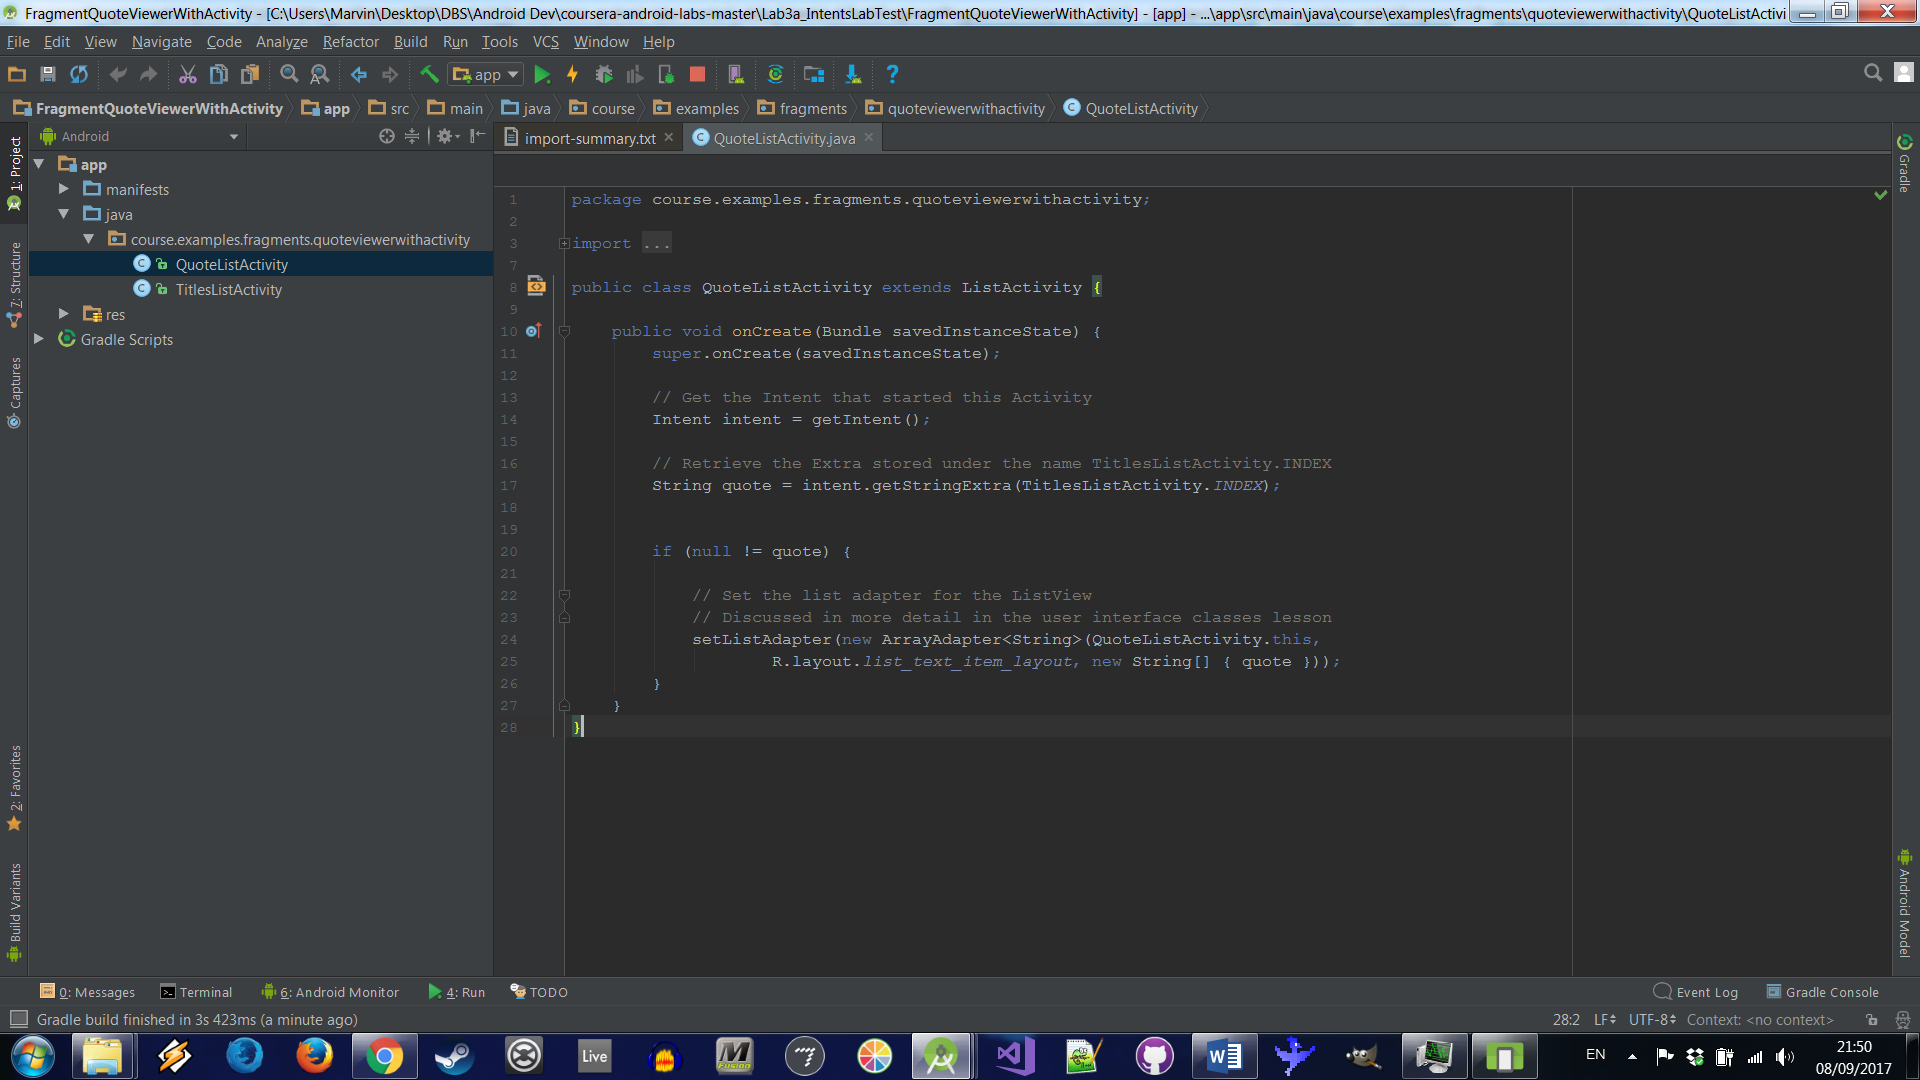 FragmentQuoteViewerWithActivity - [C:\Users\Marvin\Desktop\DBS\Android Dev\coursera-android-labs-master\Lab3a_IntentsLabTest\FragmentQuoteViewerWithActivity] - [app] - ...\app\src\main\java\course\examples\fragments\quoteviewerwithactivity\QuoteListActivi
File Edit View Navigate Code Analyze Refactor Build Run Tools VCS Window Help
app
FragmentQuoteViewerWithActivity app src main java course examples fragments quoteviewerwithactivity QuoteListActivity
Android
import-summary.txt QuoteListActivity.java
1: Project
7: Structure
Captures
2: Favorites
Build Variants
app
manifests
java
course.examples.fragments.quoteviewerwithactivity
QuoteListActivity
TitlesListActivity
res
Gradle Scripts
1 package course.examples.fragments.quoteviewerwithactivity;
2
3 import ...
7
8 public class QuoteListActivity extends ListActivity {
9
10 public void onCreate(Bundle savedInstanceState) {
11 super.onCreate(savedInstanceState);
12
13 // Get the Intent that started this Activity
14 Intent intent = getIntent();
15
16 // Retrieve the Extra stored under the name TitlesListActivity.INDEX
17 String quote = intent.getStringExtra(TitlesListActivity.INDEX);
18
19
20 if (null != quote) {
21
22 // Set the list adapter for the ListView
23 // Discussed in more detail in the user interface classes lesson
24 setListAdapter(new ArrayAdapter<String>(QuoteListActivity.this,
25 R.layout.list_text_item_layout, new String[] { quote }));
26 }
27 }
28 }
Gradle
Android Model
0: Messages Terminal 6: Android Monitor 4: Run TODO Event Log Gradle Console
Gradle build finished in 3s 423ms (a minute ago) 28:2 LF UTF-8 Context: <no context>
Live Fusion EN 21:50
08/09/2017